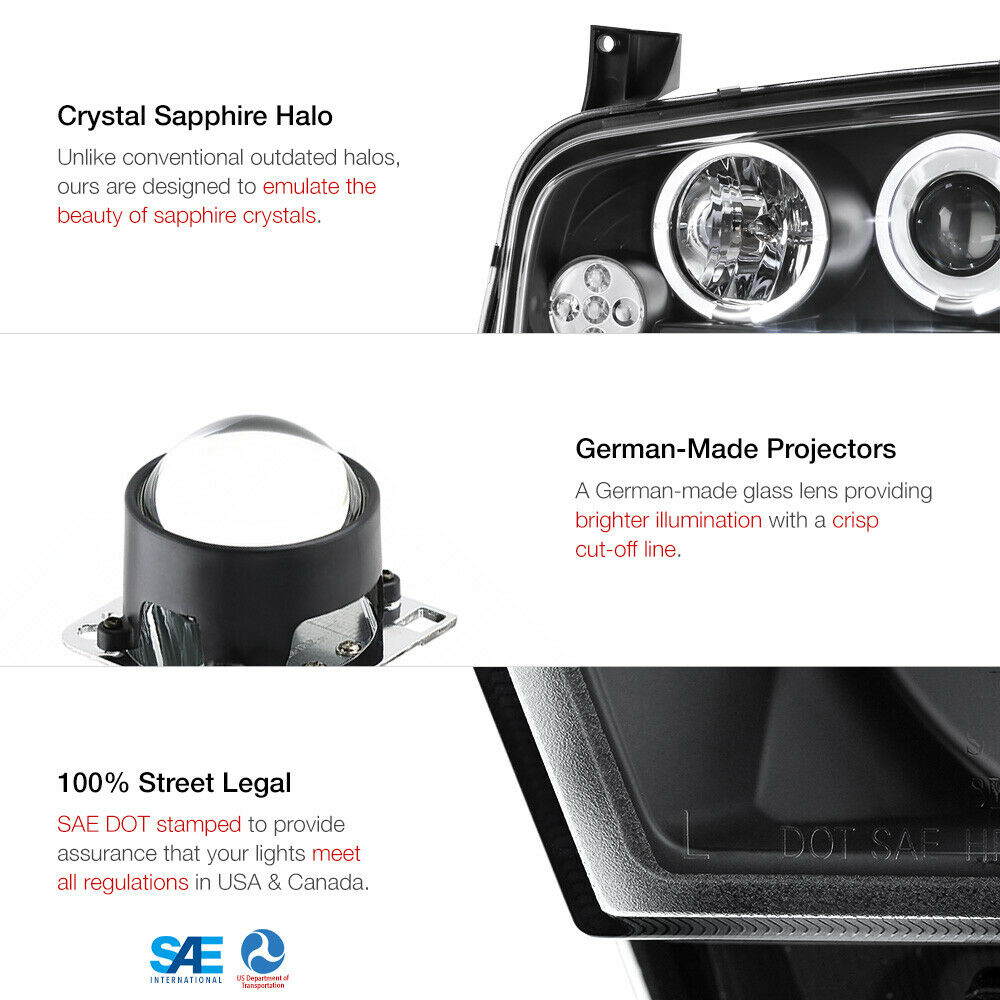 Crystal Sapphire Halo
Unlike conventional outdated halos,
ours are designed to emulate the
beauty of sapphire crystals.
German-Made Projectors
A German-made glass lens providing
brighter illumination with a crisp
cut-off line.
100% Street Legal
SAE DOT stamped to provide
assurance that your lights meet
all regulations in USA & Canada.
L DOT SAE
SAE
INTERNATIONAL
US Department of
Transportation